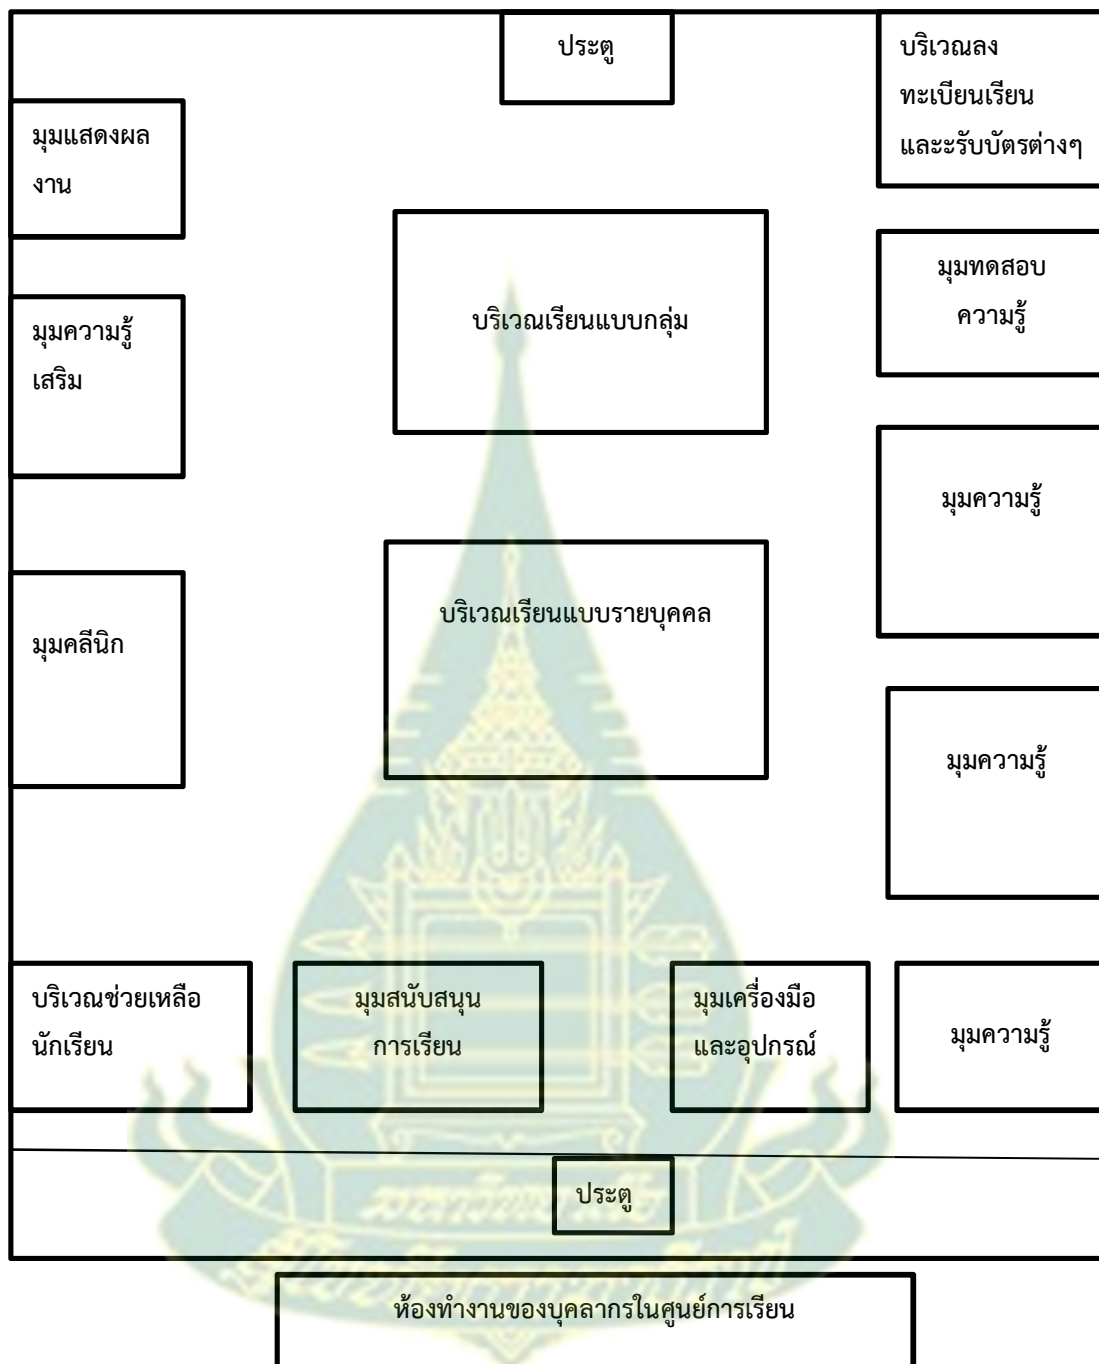 ประตู
บริเวณลง
ทะเบียนเรียน
และะรับบัตรต่างๆ
มุมแสดงผล
งาน
มุมทดสอบ
ความรู้
บริเวณเรียนแบบกลุ่ม
มุมความรู้
เสริม
มุมความรู้
บริเวณเรียนแบบรายบุคคล
มุมคลีนิก
มุมความรู้
บริเวณช่วยเหลือ
นักเรียน
มุมสนับสนุน
การเรียน
มุมเครื่องมือ
และอุปกรณ์
มุมความรู้
ประตู
ห้องทำงานของบุคลากรในศูนย์การเรียน